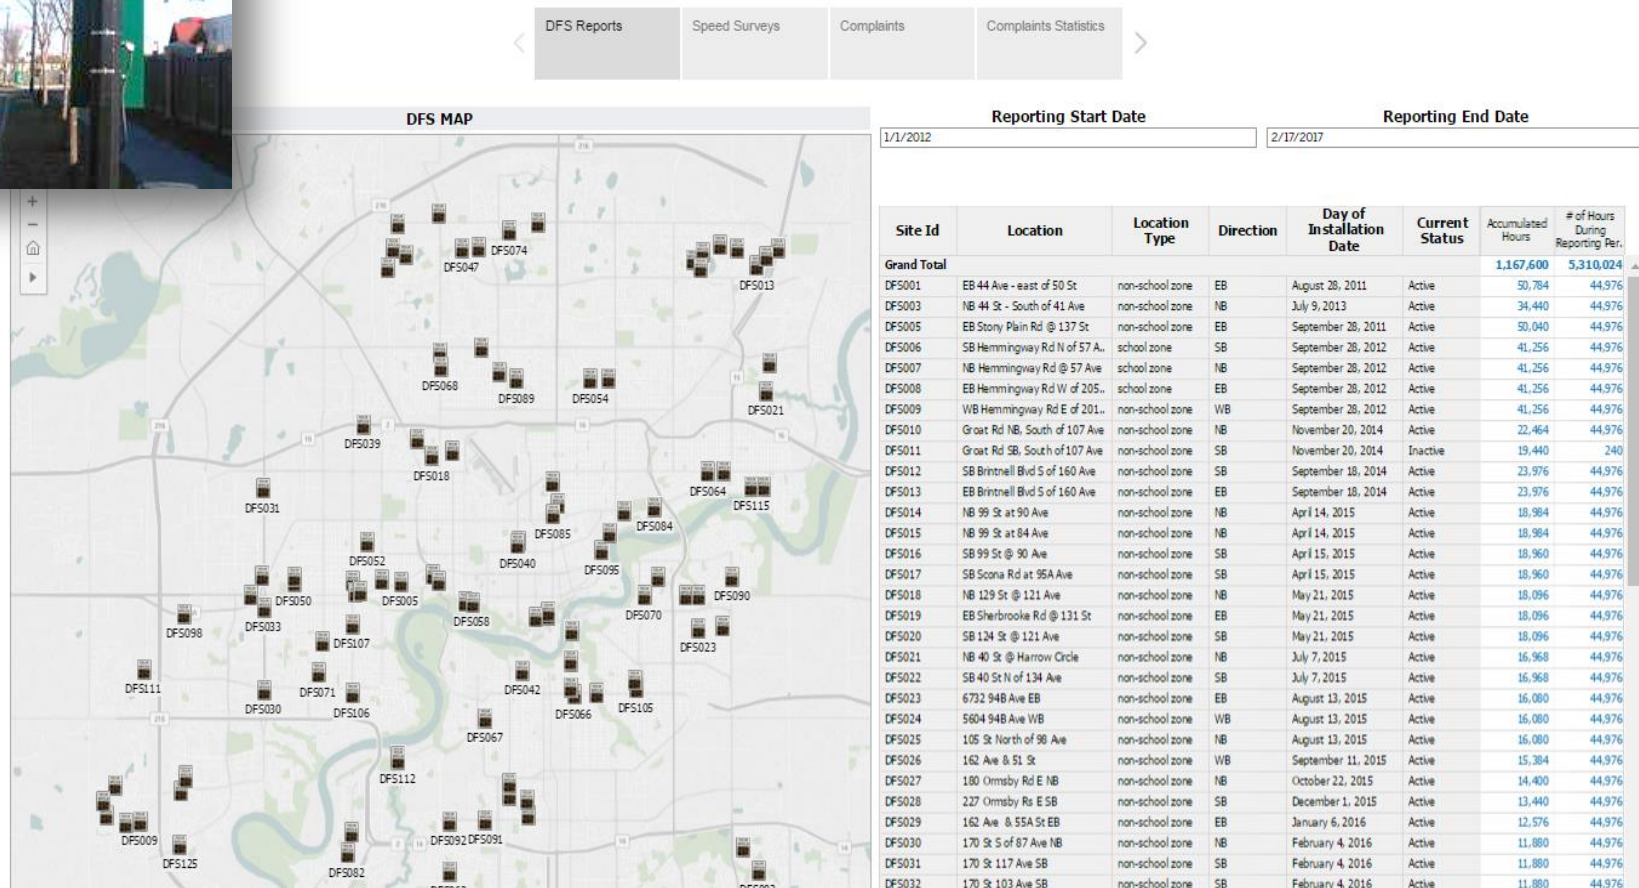 DFS Reports
Speed Surveys
Complaints
Complaints Statistics
DFS MAP
Reporting Start Date
Reporting End Date
1/1/2012
2/17/2017
216
216
DFS074
DFS047
DFS013
DFS068
DFS089
DFS054
15
DFS021
DFS039
216
2
16
16
16
DFS018
DFS064
DFS115
DFS031
DFS084
DFS085
DFS052
DFS040
DFS095
DFS050
DFS005
DFS090
DFS033
DFS058
DFS070
DFS098
DFS107
DFS023
DFS111
DFS071
DFS042
DFS030
DFS106
DFS066
DFS105
216
DFS067
DFS112
DFS009
DFS092
DFS091
DFS125
2
14
14
DFS082
Site Id Location Location Type Direction Day of Installation Date Current Status Accumulated Hours # of Hours During Reporting Per.
Grand Total 1,167,600 5,310,024
DFS001 EB 44 Ave - east of 50 St non-school zone EB August 28, 2011 Active 50,784 44,976
DFS003 NB 44 St - South of 41 Ave non-school zone NB July 9, 2013 Active 34,440 44,976
DFS005 EB Stony Plain Rd @ 137 St non-school zone EB September 28, 2011 Active 50,040 44,976
DFS006 SB Hemmingway Rd N of 57 A.. school zone SB September 28, 2012 Active 41,256 44,976
DFS007 NB Hemmingway Rd @ 57 Ave school zone NB September 28, 2012 Active 41,256 44,976
DFS008 EB Hemmingway Rd W of 205.. school zone EB September 28, 2012 Active 41,256 44,976
DFS009 WB Hemmingway Rd E of 201.. non-school zone WB September 28, 2012 Active 41,256 44,976
DFS010 Groat Rd NB, South of 107 Ave non-school zone NB November 20, 2014 Active 22,464 44,976
DFS011 Groat Rd SB, South of 107 Ave non-school zone SB November 20, 2014 Inactive 19,440 240
DFS012 SB Brintnell Blvd S of 160 Ave non-school zone SB September 18, 2014 Active 23,976 44,976
DFS013 EB Brintnell Blvd S of 160 Ave non-school zone EB September 18, 2014 Active 23,976 44,976
DFS014 NB 99 St at 90 Ave non-school zone NB April 14, 2015 Active 18,984 44,976
DFS015 NB 99 St at 84 Ave non-school zone NB April 14, 2015 Active 18,984 44,976
DFS016 SB 99 St @ 90 Ave non-school zone SB April 15, 2015 Active 18,960 44,976
DFS017 SB Scona Rd at 95A Ave non-school zone SB April 15, 2015 Active 18,960 44,976
DFS018 NB 129 St @ 121 Ave non-school zone NB May 21, 2015 Active 18,096 44,976
DFS019 EB Sherbrooke Rd @ 131 St non-school zone EB May 21, 2015 Active 18,096 44,976
DFS020 SB 124 St @ 121 Ave non-school zone SB May 21, 2015 Active 18,096 44,976
DFS021 NB 40 St @ Harrow Circle non-school zone NB July 7, 2015 Active 16,968 44,976
DFS022 SB 40 St N of 134 Ave non-school zone SB July 7, 2015 Active 16,968 44,976
DFS023 6732 94B Ave EB non-school zone EB August 13, 2015 Active 16,080 44,976
DFS024 5604 94B Ave WB non-school zone WB August 13, 2015 Active 16,080 44,976
DFS025 105 St North of 98 Ave non-school zone NB August 13, 2015 Active 16,080 44,976
DFS026 162 Ave & 51 St non-school zone WB September 11, 2015 Active 15,384 44,976
DFS027 180 Ormsby Rd E NB non-school zone NB October 22, 2015 Active 14,400 44,976
DFS028 227 Ormsby Rs E SB non-school zone SB December 1, 2015 Active 13,440 44,976
DFS029 162 Ave & 55A St EB non-school zone EB January 6, 2016 Active 12,576 44,976
DFS030 170 St S of 87 Ave NB non-school zone NB February 4, 2016 Active 11,880 44,976
DFS031 170 St 117 Ave SB non-school zone SB February 4, 2016 Active 11,880 44,976
DFS032 170 St 103 Ave SB non-school zone SB February 4, 2016 Active 11,880 44,976